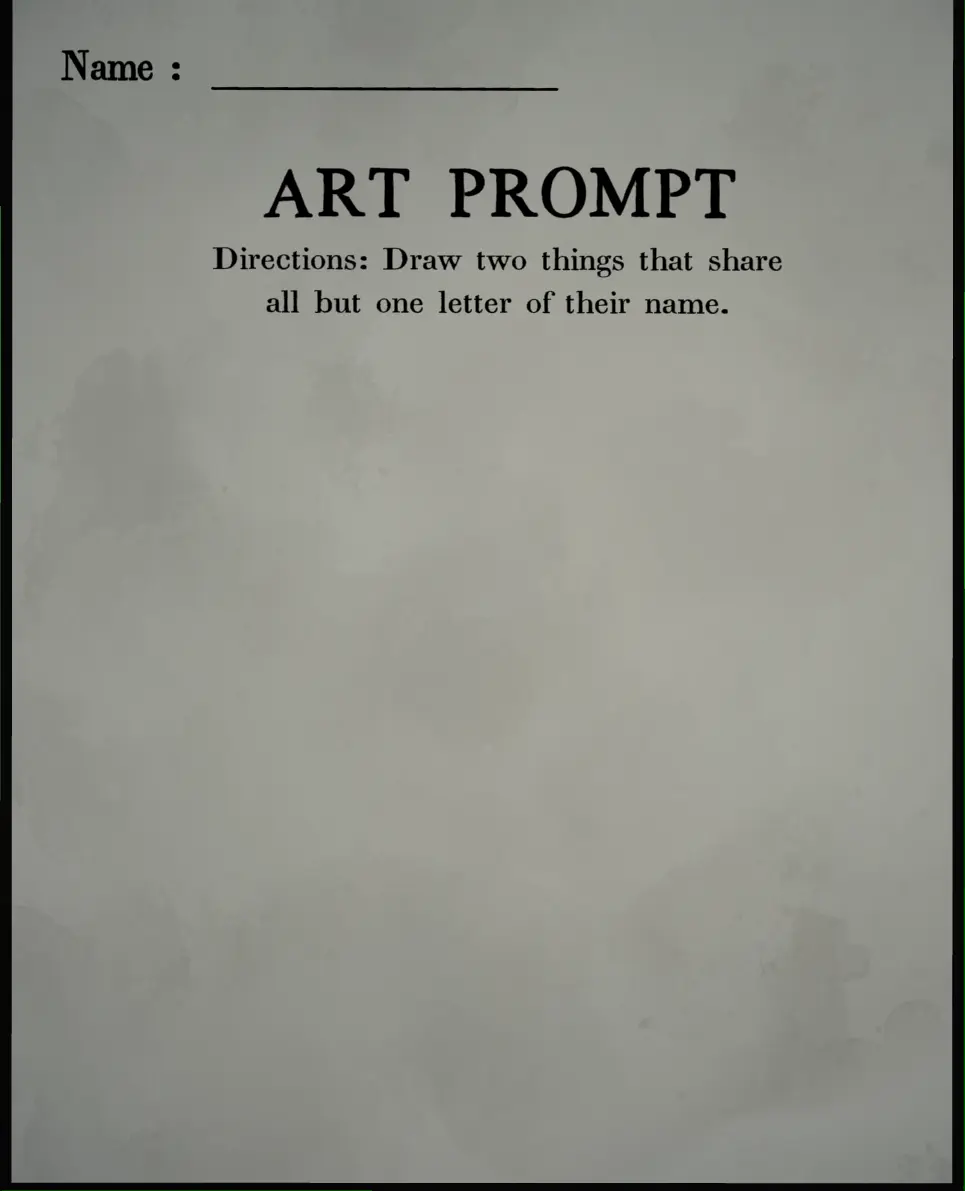 Name : 
ART PROMPT
Directions: Draw two things that share
all but one letter of their name.